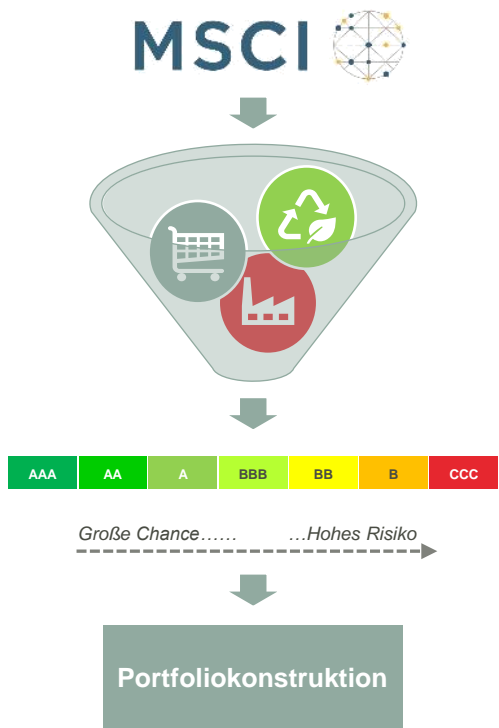 MSCI
AAA AA A BBB BB B CCC
Große Chance…… …Hohes Risiko
Portfoliokonstruktion